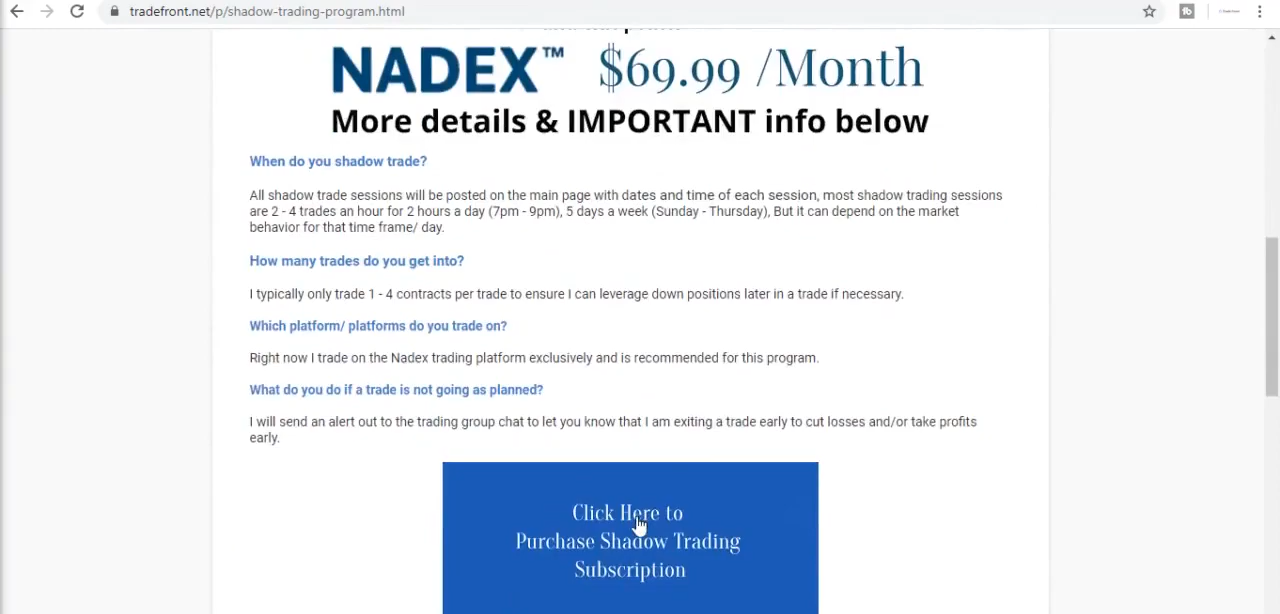 tradefront.net/p/shadow-trading-program.html
NADEX™ $69.99 /Month
More details & IMPORTANT info below
When do you shadow trade?
All shadow trade sessions will be posted on the main page with dates and time of each session, most shadow trading sessions
are 2 - 4 trades an hour for 2 hours a day (7pm - 9pm), 5 days a week (Sunday - Thursday), But it can depend on the market
behavior for that time frame/ day.
How many trades do you get into?
I typically only trade 1 - 4 contracts per trade to ensure I can leverage down positions later in a trade if necessary.
Which platform/ platforms do you trade on?
Right now I trade on the Nadex trading platform exclusively and is recommended for this program.
What do you do if a trade is not going as planned?
I will send an alert out to the trading group chat to let you know that I am exiting a trade early to cut losses and/or take profits
early.
Click Here to
Purchase Shadow Trading
Subscription